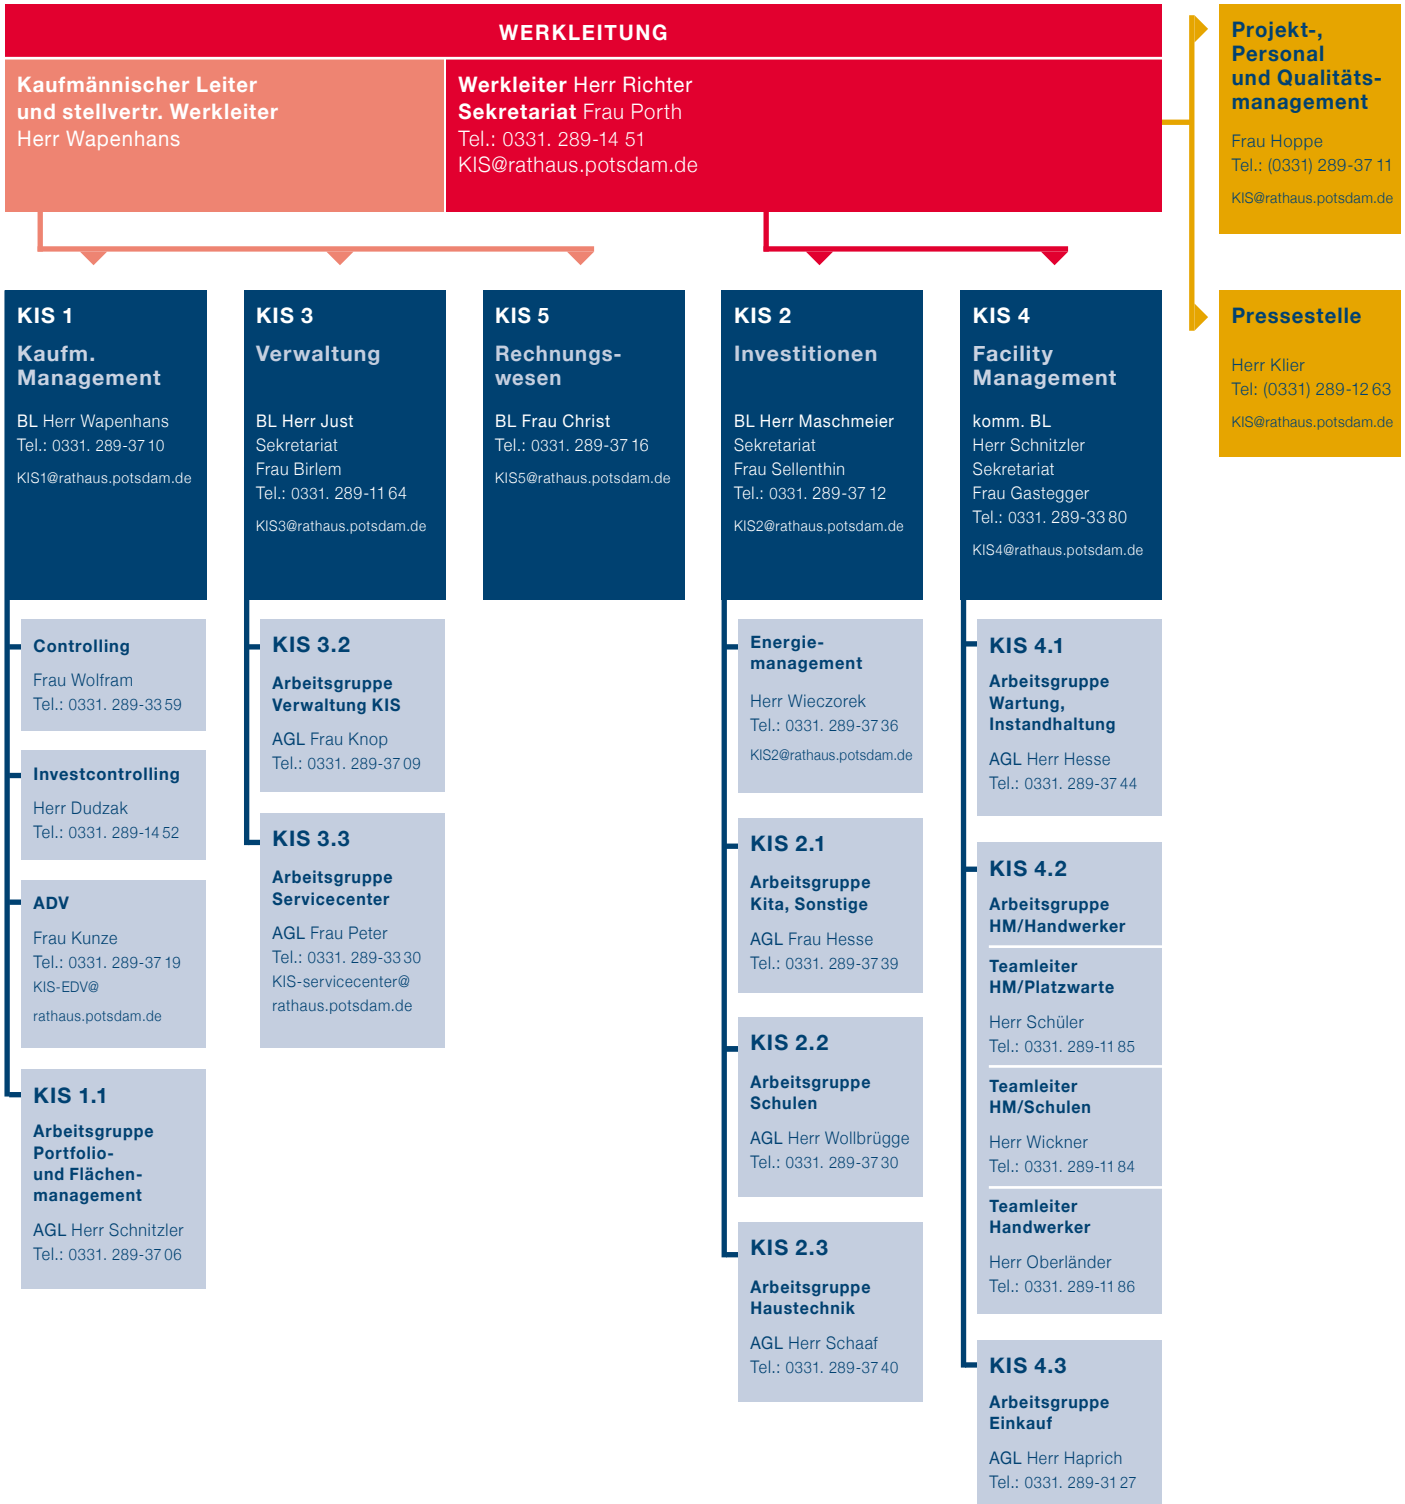 WERKLEITUNG
Kaufmännischer Leiter
und stellvertr. Werkleiter
Herr Wapenhans
Werkleiter Herr Richter
Sekretariat Frau Porth
Tel.: 0331. 289-14 51
KIS@rathaus.potsdam.de
Projekt-,
Personal
und Qualitäts-
management
Frau Hoppe
Tel.: (0331) 289-37 11
KIS@rathaus.potsdam.de
Pressestelle
Herr Klier
Tel: (0331) 289-12 63
KIS@rathaus.potsdam.de
KIS 1
Kaufm.
Management
BL Herr Wapenhans
Tel.: 0331. 289-37 10
KIS1@rathaus.potsdam.de
Controlling
Frau Wolfram
Tel.: 0331. 289-33 59
Investcontrolling
Herr Dudzak
Tel.: 0331. 289-14 52
ADV
Frau Kunze
Tel.: 0331. 289-37 19
KIS-EDV@
rathaus.potsdam.de
KIS 1.1
Arbeitsgruppe
Portfolio-
und Flächen-
management
AGL Herr Schnitzler
Tel.: 0331. 289-37 06
KIS 3
Verwaltung
BL Herr Just
Sekretariat
Frau Birlem
Tel.: 0331. 289-11 64
KIS3@rathaus.potsdam.de
KIS 3.2
Arbeitsgruppe
Verwaltung KIS
AGL Frau Knop
Tel.: 0331. 289-37 09
KIS 3.3
Arbeitsgruppe
Servicecenter
AGL Frau Peter
Tel.: 0331. 289-33 30
KIS-servicecenter@
rathaus.potsdam.de
KIS 5
Rechnungs-
wesen
BL Frau Christ
Tel.: 0331. 289-37 16
KIS5@rathaus.potsdam.de
KIS 2
Investitionen
BL Herr Maschmeier
Sekretariat
Frau Sellenthin
Tel.: 0331. 289-37 12
KIS2@rathaus.potsdam.de
Energie-
management
Herr Wieczorek
Tel.: 0331. 289-37 36
KIS2@rathaus.potsdam.de
KIS 2.1
Arbeitsgruppe
Kita, Sonstige
AGL Frau Hesse
Tel.: 0331. 289-37 39
KIS 2.2
Arbeitsgruppe
Schulen
AGL Herr Wollbrügge
Tel.: 0331. 289-37 30
KIS 2.3
Arbeitsgruppe
Haustechnik
AGL Herr Schaaf
Tel.: 0331. 289-37 40
KIS 4
Facility
Management
komm. BL
Herr Schnitzler
Sekretariat
Frau Gastegger
Tel.: 0331. 289-33 80
KIS4@rathaus.potsdam.de
KIS 4.1
Arbeitsgruppe
Wartung,
Instandhaltung
AGL Herr Hesse
Tel.: 0331. 289-37 44
KIS 4.2
Arbeitsgruppe
HM/Handwerker
Teamleiter
HM/Platzwarte
Herr Schüler
Tel.: 0331. 289-11 85
Teamleiter
HM/Schulen
Herr Wickner
Tel.: 0331. 289-11 84
Teamleiter
Handwerker
Herr Oberländer
Tel.: 0331. 289-11 86
KIS 4.3
Arbeitsgruppe
Einkauf
AGL Herr Haprich
Tel.: 0331. 289-31 27